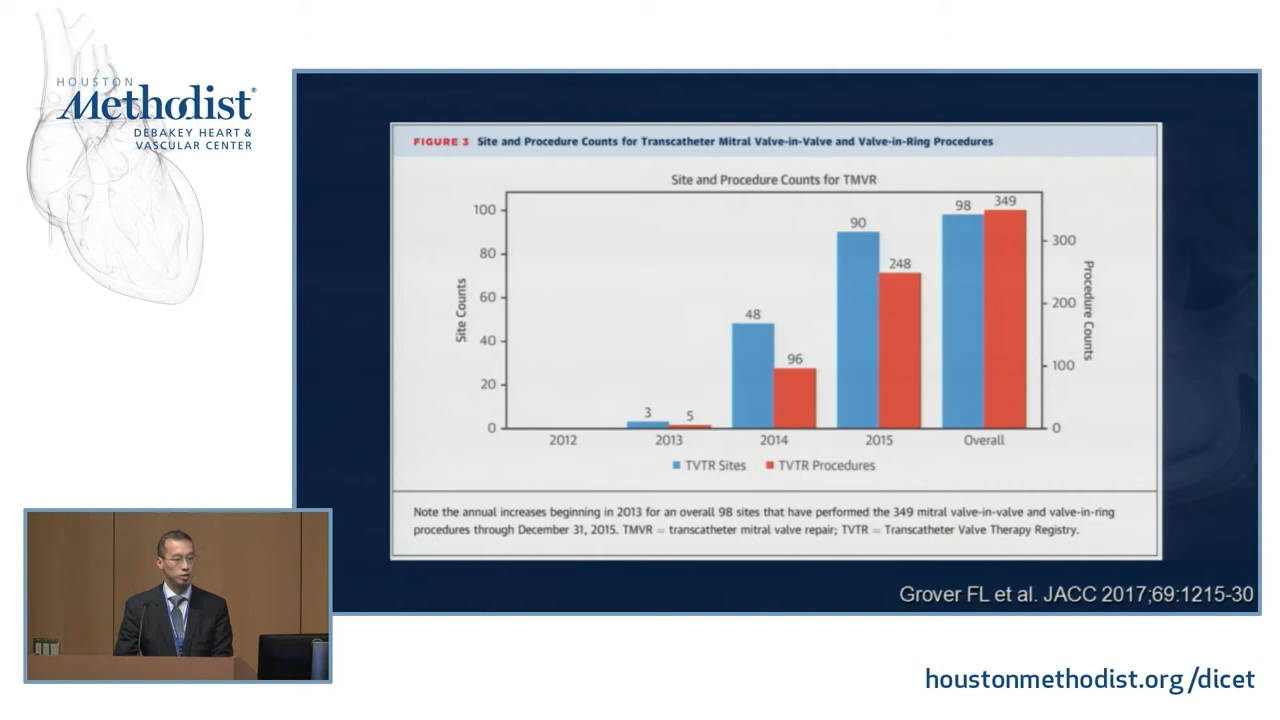 HOUSTON
Methodist®
DEBAKEY HEART &
VASCULAR CENTER
FIGURE 3 Site and Procedure Counts for Transcatheter Mitral Valve-in-Valve and Valve-in-Ring Procedures
Site and Procedure Counts for TMVR
Site Counts
100
80
60
40
20
0
Procedure Counts
300
200
100
0
3
5
48
96
90
248
98
349
2012
2013
2014
2015
Overall
TVTR Sites
TVTR Procedures
Note the annual increases beginning in 2013 for an overall 98 sites that have performed the 349 mitral valve-in-valve and valve-in-ring
procedures through December 31, 2015. TMVR = transcatheter mitral valve repair; TVTR = Transcatheter Valve Therapy Registry.
Grover FL et al. JACC 2017;69:1215-30
houstonmethodist.org/dicet